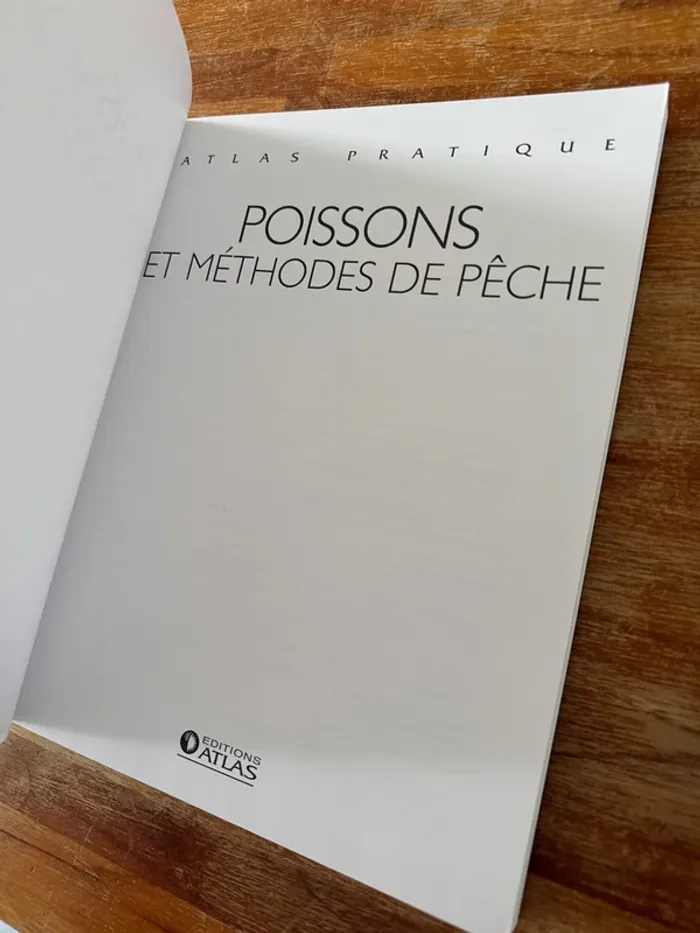 ATLAS PRATIQUE
POISSONS
ET MÉTHODES DE PÊCHE
EDITIONS
ATLAS